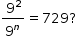 9²/9ⁿ = 729?